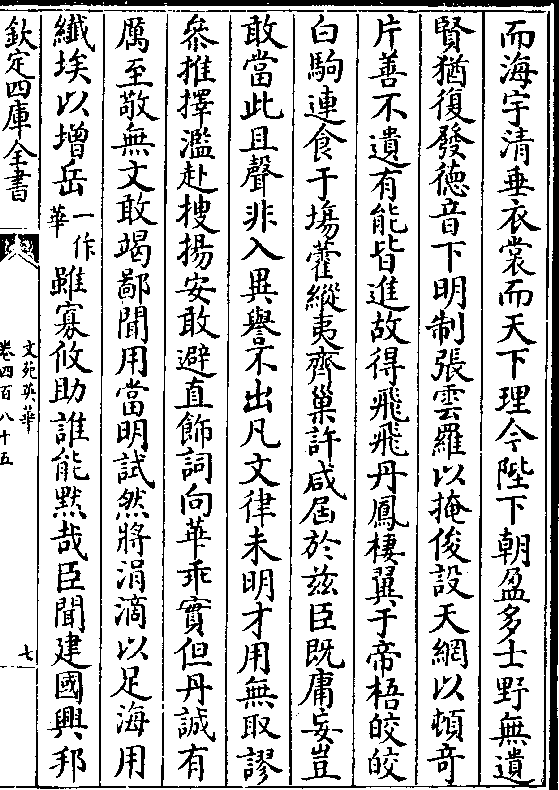 而海宇清垂衣裳而天下理今陛下朝盈多士野無遺
賢猶復發徳音下明制張雲羅以掩俊設天網以頓竒
片善不遺有能皆進故得飛飛丹鳳棲翼于帝梧皎皎
白駒連食于塲藿縱夷齊巢許咸屆於兹臣既庸妄豈
敢當此且聲非入異譽不出凡文律未明才用無取謬
叅推擇濫赴搜揚安敢避直飾詞向華乖實但丹誠有
厲至敬無文敢竭鄙聞用當明試然將涓滴以足海用
纎埃以增岳一作華雖寡攸助誰能黙哉臣聞建國興邦
欽定四庫全書
文苑英華
卷四百八十五
七